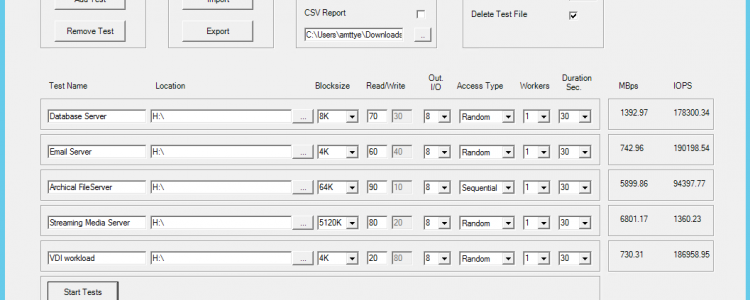 Add Test
Import
CSV Report
Delete Test File
Remove Test
Export
C:\Users\amttye\Downloads
...
Test Name Location Blocksize Read/Write Out. I/O Access Type Workers Duration Sec. MBps IOPS
Database Server H:\ ... 8K 70 30 8 Random 1 30 1392.97 178300.34
Email Server H:\ ... 4K 60 40 8 Random 1 30 742.96 190198.54
Archical FileServer H:\ ... 64K 90 10 8 Sequential 1 30 5899.86 94397.77
Streaming Media Server H:\ ... 5120K 80 20 8 Random 1 30 6801.17 1360.23
VDI workload H:\ ... 4K 20 80 8 Random 1 30 730.31 186958.95
Start Tests